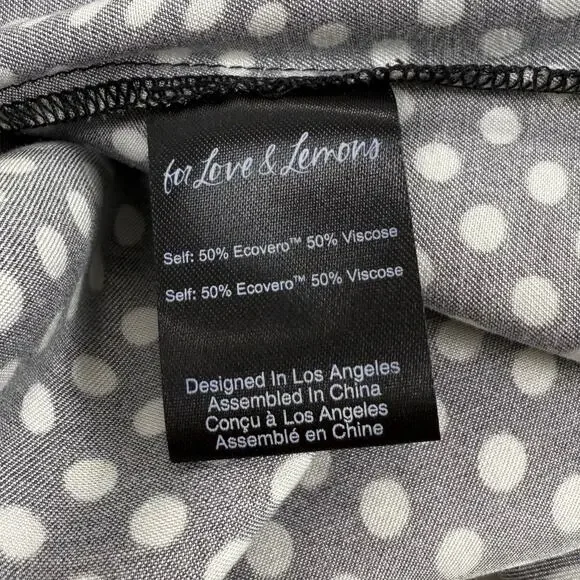 for Love & Lemons
Self: 50% Ecovero™ 50% Viscose
Self: 50% Ecovero™ 50% Viscose
Designed In Los Angeles
Assembled In China
Conçu à Los Angeles
Assemblé en Chine